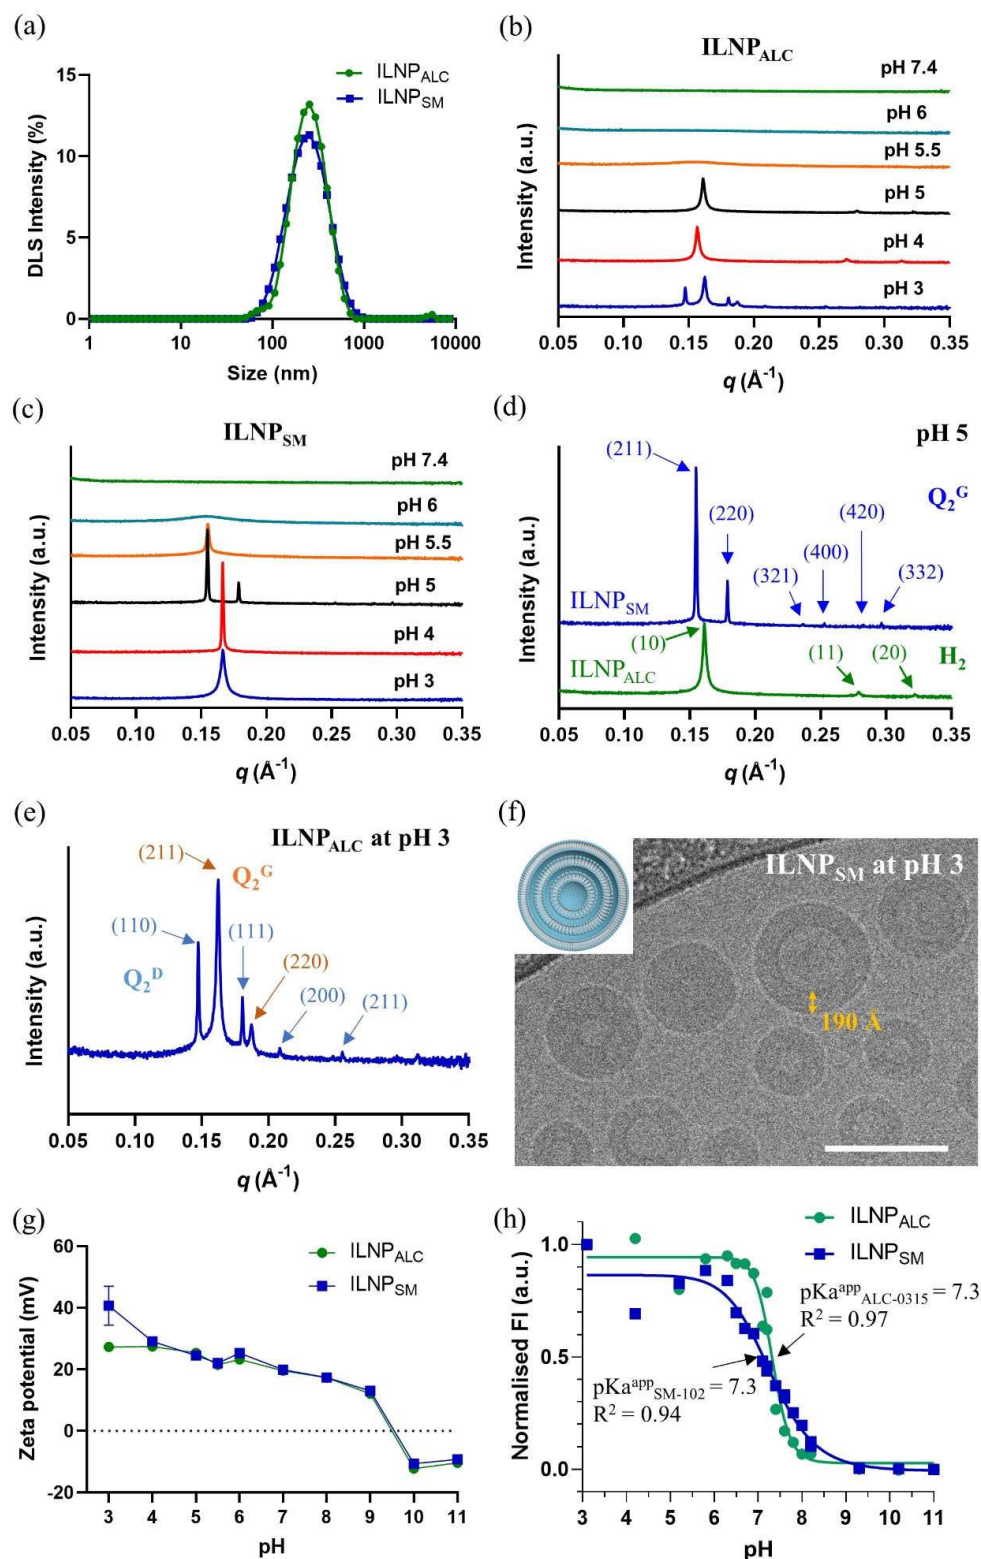 (a)
ILNP_ALC
ILNP_SM
15
10
5
0
DLS Intensity (%)
1 10 100 1000 10000
Size (nm)
(b)
ILNP_ALC
pH 7.4
pH 6
pH 5.5
pH 5
pH 4
pH 3
Intensity (a.u.)
0.05 0.10 0.15 0.20 0.25 0.30 0.35
q (Å⁻¹)
(c)
ILNP_SM
pH 7.4
pH 6
pH 5.5
pH 5
pH 4
pH 3
Intensity (a.u.)
0.05 0.10 0.15 0.20 0.25 0.30 0.35
q (Å⁻¹)
(d)
pH 5
(211)
Q₂ᴳ
(220)
(420)
(400)
(321)
(332)
ILNP_SM
(10)
ILNP_ALC
(11)
(20)
H₂
Intensity (a.u.)
0.05 0.10 0.15 0.20 0.25 0.30 0.35
q (Å⁻¹)
(e)
ILNP_ALC at pH 3
(211)
Q₂ᴳ
(110)
(111)
Q₂ᴰ
(220)
(200)
(211)
Intensity (a.u.)
0.05 0.10 0.15 0.20 0.25 0.30 0.35
q (Å⁻¹)
(f)
ILNP_SM at pH 3
190 Å
(g)
ILNP_ALC
ILNP_SM
60
40
20
0
-20
Zeta potential (mV)
3 4 5 6 7 8 9 10 11
pH
(h)
ILNP_ALC
ILNP_SM
1.0
0.5
0.0
Normalised FI (a.u.)
pKa^app_ALC-0315 = 7.3
R² = 0.97
pKa^app_SM-102 = 7.3
R² = 0.94
3 4 5 6 7 8 9 10 11
pH